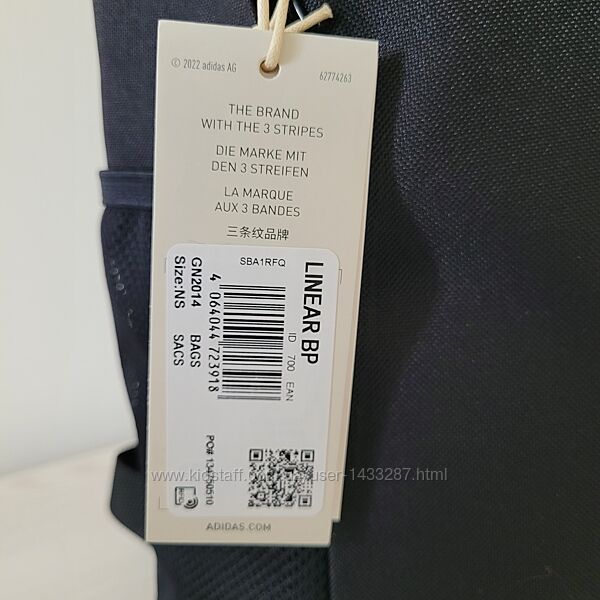 © 2022 adidas AG
62774263
THE BRAND
WITH THE 3 STRIPES
DIE MARKE MIT
DEN 3 STREIFEN
LA MARQUE
AUX 3 BANDES
三条纹品牌
SBA1RFQ
LINEAR BP
ID 700 EAN
4 064044 723918
GN2014 BAGS
Size:NS SACS
ADIDAS.COM